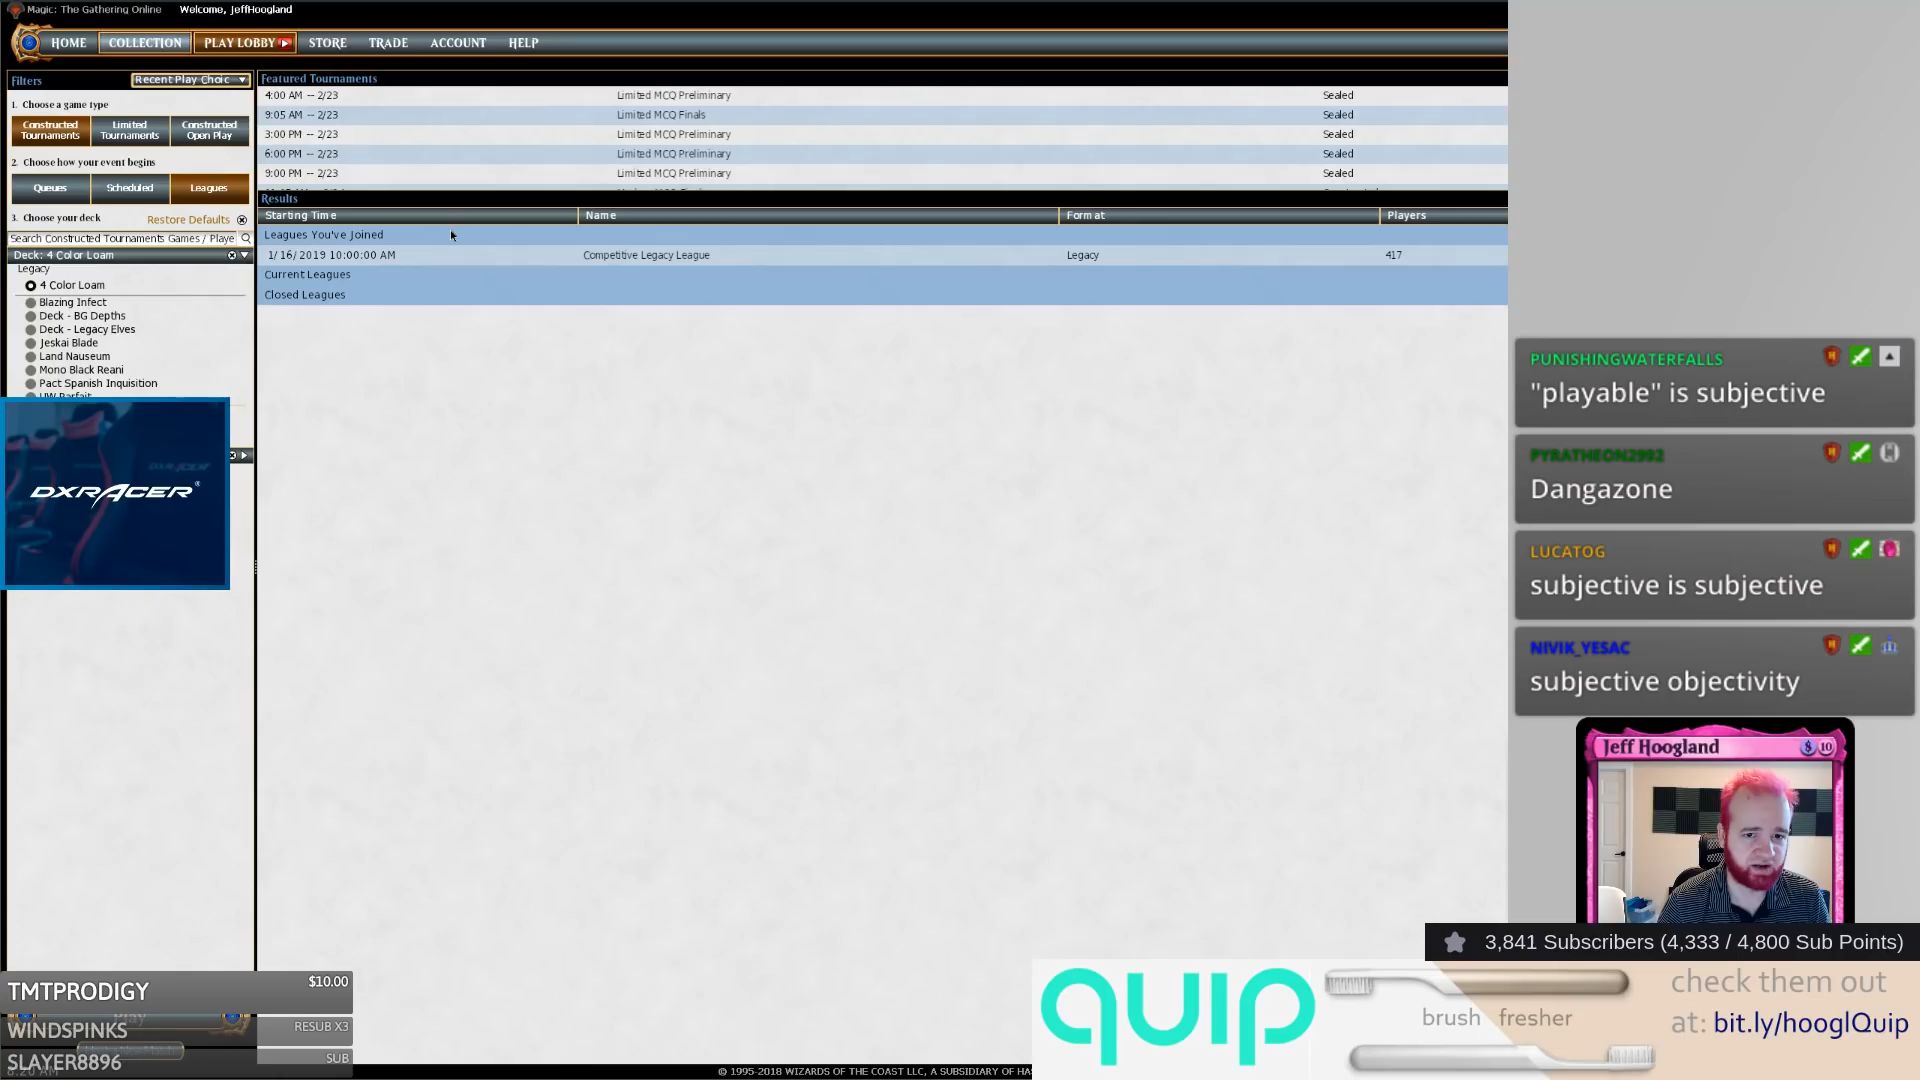 Magic: The Gathering Online Welcome, JeffHoogland
HOME COLLECTION PLAY LOBBY STORE TRADE ACCOUNT HELP
Filters Recent Play Choic
1. Choose a game type
Constructed Tournaments Limited Tournaments Constructed Open Play
2. Choose how your event begins
Queues Scheduled Leagues
3. Choose your deck Restore Defaults
Search Constructed Tournaments Games / Playe
Deck: 4 Color Loam
Legacy
4 Color Loam
Blazing Infect
Deck - BG Depths
Deck - Legacy Elves
Jeskai Blade
Land Nauseum
Mono Black Reani
Pact Spanish Inquisition
UW Parfait
DXRACER®
Featured Tournaments
4:00 AM -- 2/23 Limited MCQ Preliminary Sealed
9:05 AM -- 2/23 Limited MCQ Finals Sealed
3:00 PM -- 2/23 Limited MCQ Preliminary Sealed
6:00 PM -- 2/23 Limited MCQ Preliminary Sealed
9:00 PM -- 2/23 Limited MCQ Preliminary Sealed
Results
Starting Time Name Format Players
Leagues You've Joined
1/16/2019 10:00:00 AM Competitive Legacy League Legacy 417
Current Leagues
Closed Leagues
PUNISHINGWATERFALLS
"playable" is subjective
PYRATHEON2992
Dangazone
LUCATOG
subjective is subjective
NIVIK_YESAC
subjective objectivity
Jeff Hoogland 10
3,841 Subscribers (4,333 / 4,800 Sub Points)
TMTPRODIGY $10.00
WINDSPINKS RESUB X3
SLAYER8896 SUB
8:20 AM
© 1995-2018 WIZARDS OF THE COAST LLC, A SUBSIDIARY OF HA
quip
brush fresher
check them out
at: bit.ly/hooglQuip